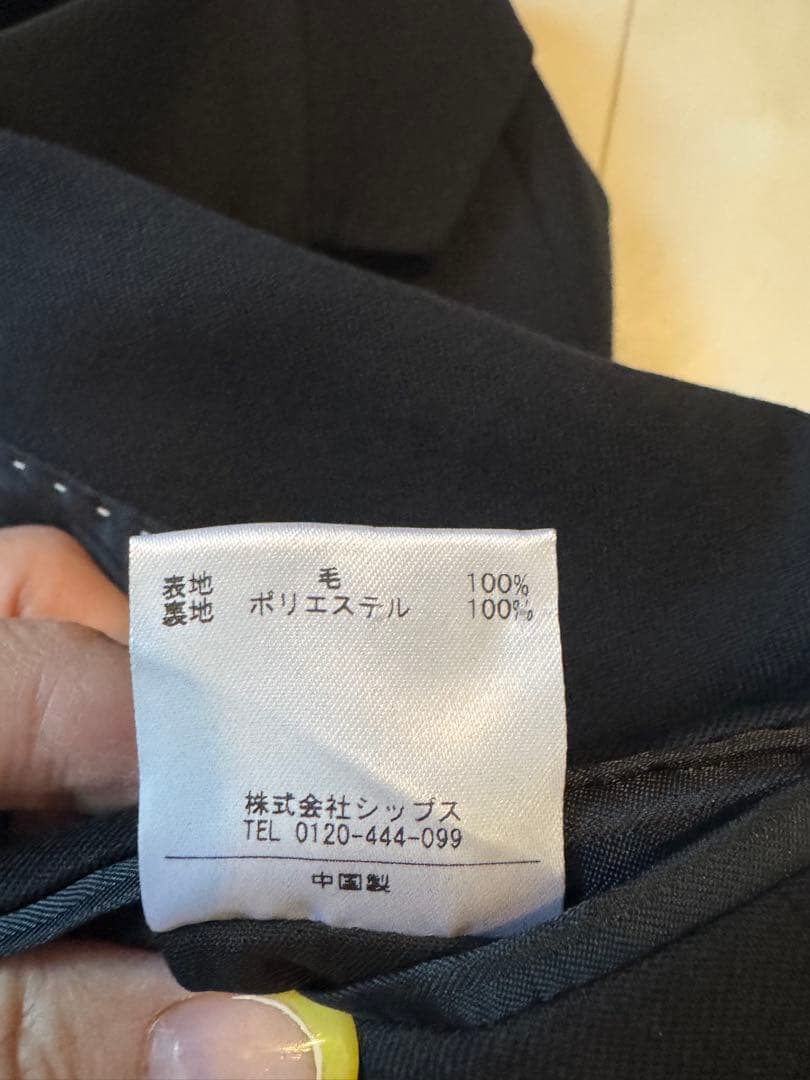 表地 毛 100%
裏地 ポリエステル 100%
株式会社シップス
TEL 0120-444-099
中国製